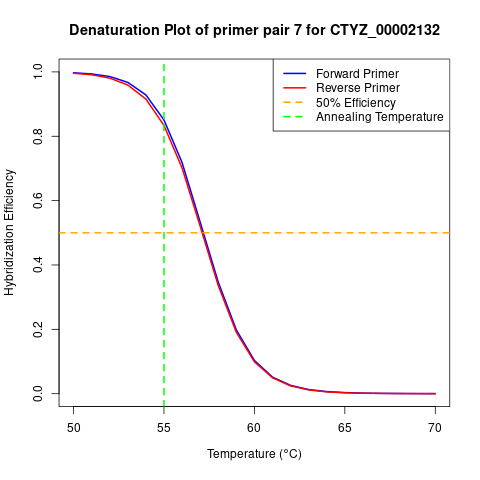 Denaturation Plot of primer pair 7 for CTYZ_00002132
Forward Primer
Reverse Primer
50% Efficiency
Annealing Temperature
Hybridization Efficiency
1.0
0.8
0.6
0.4
0.2
0.0
50 55 60 65 70
Temperature (°C)